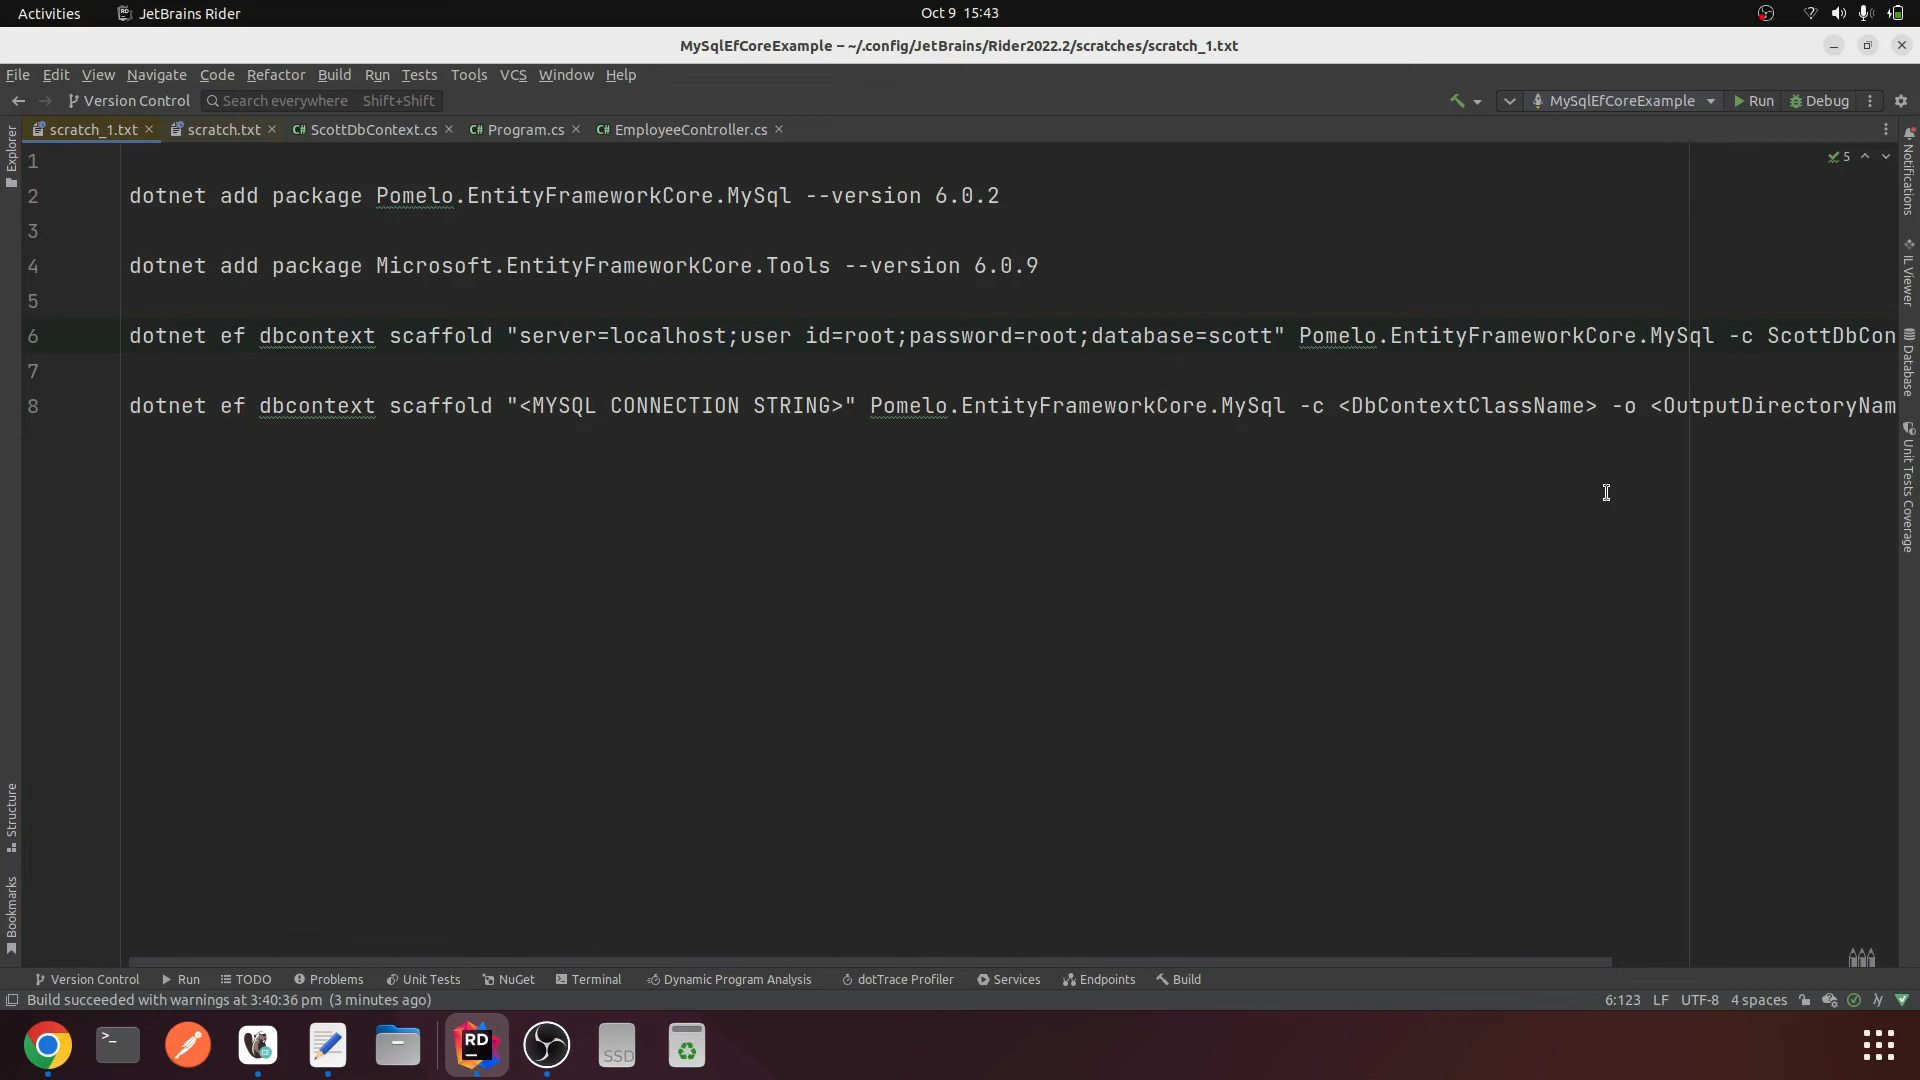 Activities JetBrains Rider Oct 9 15:43
MySqlEfCoreExample – ~/.config/JetBrains/Rider2022.2/scratches/scratch_1.txt
File Edit View Navigate Code Refactor Build Run Tests Tools VCS Window Help
Version Control Search everywhere Shift+Shift MySqlEfCoreExample Run Debug
scratch_1.txt scratch.txt C# ScottDbContext.cs C# Program.cs C# EmployeeController.cs
1 5
2 dotnet add package Pomelo.EntityFrameworkCore.MySql --version 6.0.2
3
4 dotnet add package Microsoft.EntityFrameworkCore.Tools --version 6.0.9
5
6 dotnet ef dbcontext scaffold "server=localhost;user id=root;password=root;database=scott" Pomelo.EntityFrameworkCore.MySql -c ScottDbCon
7
8 dotnet ef dbcontext scaffold "<MYSQL CONNECTION STRING>" Pomelo.EntityFrameworkCore.MySql -c <DbContextClassName> -o <OutputDirectoryNam
Explorer
Structure
Bookmarks
Notifications
IL Viewer
Database
Unit Tests Coverage
Version Control Run TODO Problems Unit Tests NuGet Terminal Dynamic Program Analysis dotTrace Profiler Services Endpoints Build
Build succeeded with warnings at 3:40:36 pm (3 minutes ago) 6:123 LF UTF-8 4 spaces
>_ RD SSD